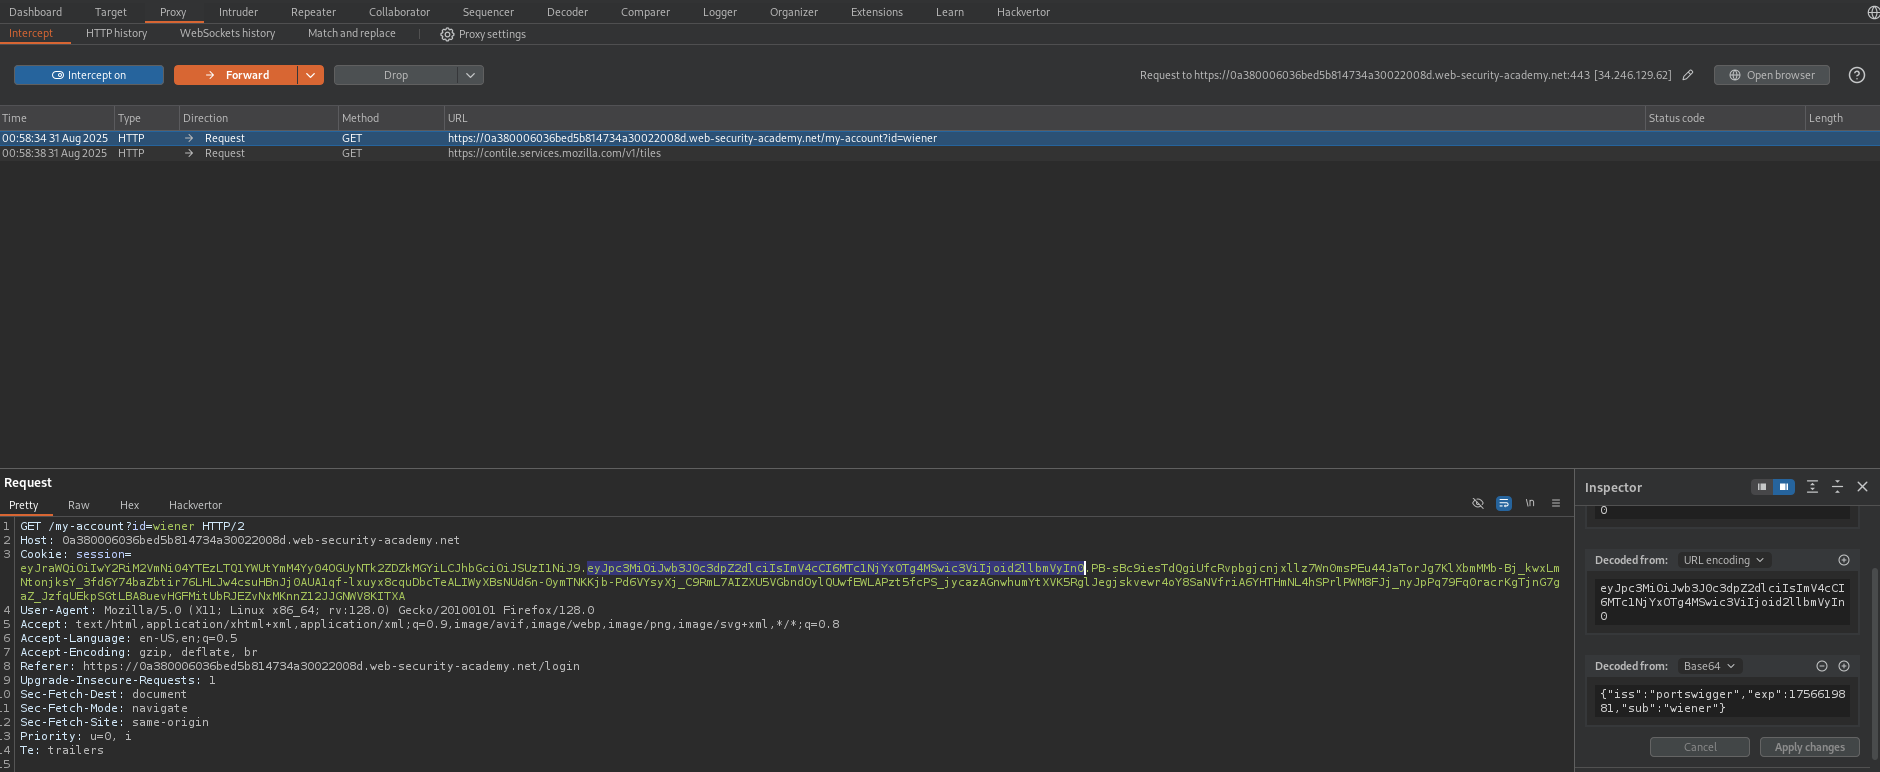 Dashboard Target Proxy Intruder Repeater Collaborator Sequencer Decoder Comparer Logger Organizer Extensions Learn Hackvertor
Intercept HTTP history WebSockets history Match and replace Proxy settings
Intercept on Forward Drop Request to https://0a380006036bed5b814734a30022008d.web-security-academy.net:443 [34.246.129.62] Open browser
Time Type Direction Method URL Status code Length
00:58:34 31 Aug 2025 HTTP → Request GET https://0a380006036bed5b814734a30022008d.web-security-academy.net/my-account?id=wiener
00:58:38 31 Aug 2025 HTTP → Request GET https://contile.services.mozilla.com/v1/tiles
Request
Pretty Raw Hex Hackvertor \n
1 GET /my-account?id=wiener HTTP/2
2 Host: 0a380006036bed5b814734a30022008d.web-security-academy.net
3 Cookie: session=
eyJraWQiOiIwY2RiM2VmNi04YTEzLTQ1YWUtYmM4Yy04OGUyNTk2ZDZkMGYiLCJhbGciOiJSUzI1NiJ9.eyJpc3MiOiJwb3J0c3dpZ2dlciIsImV4cCI6MTc1NjYxOTg4MSwic3ViIjoid2llbmVyIn0.PB-sBc9iesTdQgiUfcRvpbgjcnjxllz7WnOmsPEu44JaTorJg7KlXbmMMb-Bj_kwxLm
NtonjksY_3fd6Y74baZbtir76LHLJw4csuHBnJj0AUA1qf-lxuyx8cquDbcTeALIWyXBsNUd6n-0ymTNKKjb-Pd6VYsyXj_C9RmL7AIZXU5VGbndOylQUwfEWLAPzt5fcPS_jycazAGnwhumYtXVK5RglJegjskvewr4oY8SaNVfriA6YHTHmNL4hSPrlPWM8FJj_nyJpPq79FqOracrKgTjnG7g
aZ_JzfqUEkpSGtLBA8uevHGFMitUbRJEZvNxMKnnZ12JJGNWV8KITXA
4 User-Agent: Mozilla/5.0 (X11; Linux x86_64; rv:128.0) Gecko/20100101 Firefox/128.0
5 Accept: text/html,application/xhtml+xml,application/xml;q=0.9,image/avif,image/webp,image/png,image/svg+xml,*/*;q=0.8
6 Accept-Language: en-US,en;q=0.5
7 Accept-Encoding: gzip, deflate, br
8 Referer: https://0a380006036bed5b814734a30022008d.web-security-academy.net/login
9 Upgrade-Insecure-Requests: 1
10 Sec-Fetch-Dest: document
11 Sec-Fetch-Mode: navigate
12 Sec-Fetch-Site: same-origin
13 Priority: u=0, i
14 Te: trailers
15
Inspector
0
Decoded from: URL encoding
eyJpc3MiOiJwb3J0c3dpZ2dlciIsImV4cCI
6MTc1NjYxOTg4MSwic3ViIjoid2llbmVyIn
0
Decoded from: Base64
{"iss":"portswigger","exp":17566198
81,"sub":"wiener"}
Cancel Apply changes